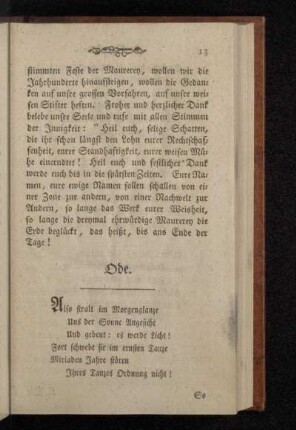 13
stimmten Feste der Maurerey, wollen wir die
Jahrhunderte hinaufsteigen, wollen die Gedan-
ken auf unsre grossen Vorfahren, auf unsre wei-
sen Stifter heften. Froher und herzlicher Dank
belebe unsre Seele und rufe mit allen Stimmen
der Innigkeit: "Heil euch, selige Schatten,
die ihr schon längst den Lohn eurer Rechtschaf-
fenheit, eurer Standhaftigkeit, eurer weisen Mü-
he einerndtet! Heil euch und festlicher Dank
werde euch bis in die spätsten Zeiten. Eure Na-
men, eure ewige Namen sollen schallen von ei-
ner Zone zur andern, von einer Nachwelt zur
Andern, so lange das Werk eurer Weisheit,
so lange die dreymal ehrwürdige Maurerey die
Erde beglückt, das heißt, bis ans Ende der
Tage!
Ode.
Also stralt im Morgenglanze
Uns der Sonne Angesicht
Und gebeut: es werde Licht!
Fort schwebt sie im ernsten Tanze
Miriaden Jahre stören
Ihres Tanzes Ordnung nicht!
So